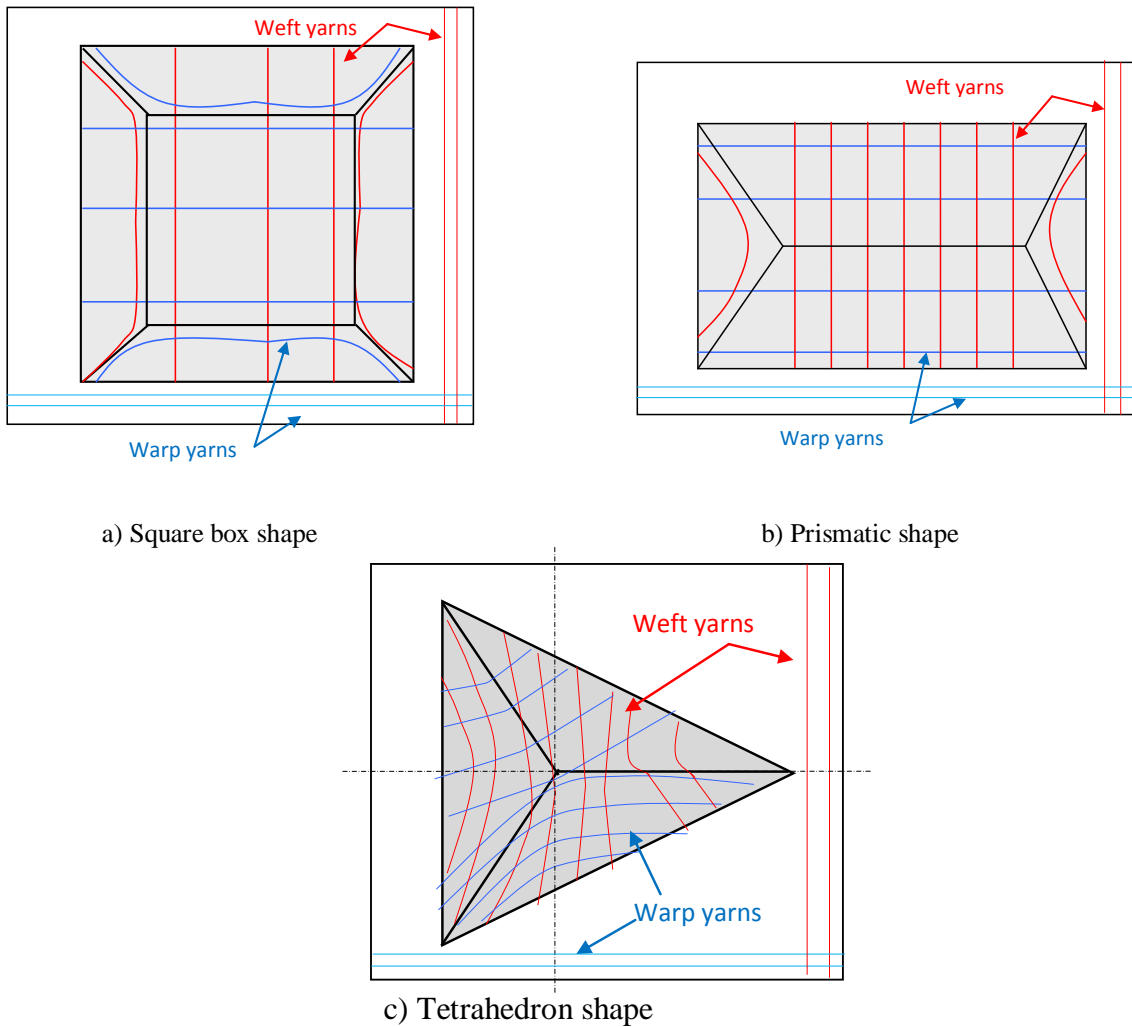 Weft yarns
Warp yarns
a) Square box shape
Weft yarns
Warp yarns
b) Prismatic shape
Weft yarns
Warp yarns
c) Tetrahedron shape